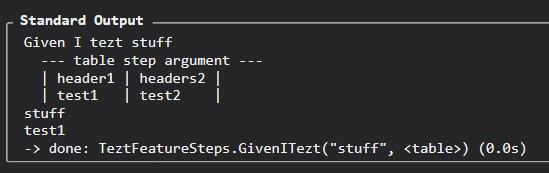 Standard Output
Given I tezt stuff
--- table step argument ---
| header1 | headers2 |
| test1 | test2 |
stuff
test1
-> done: TeztFeatureSteps.GivenITezt("stuff", <table>) (0.0s)